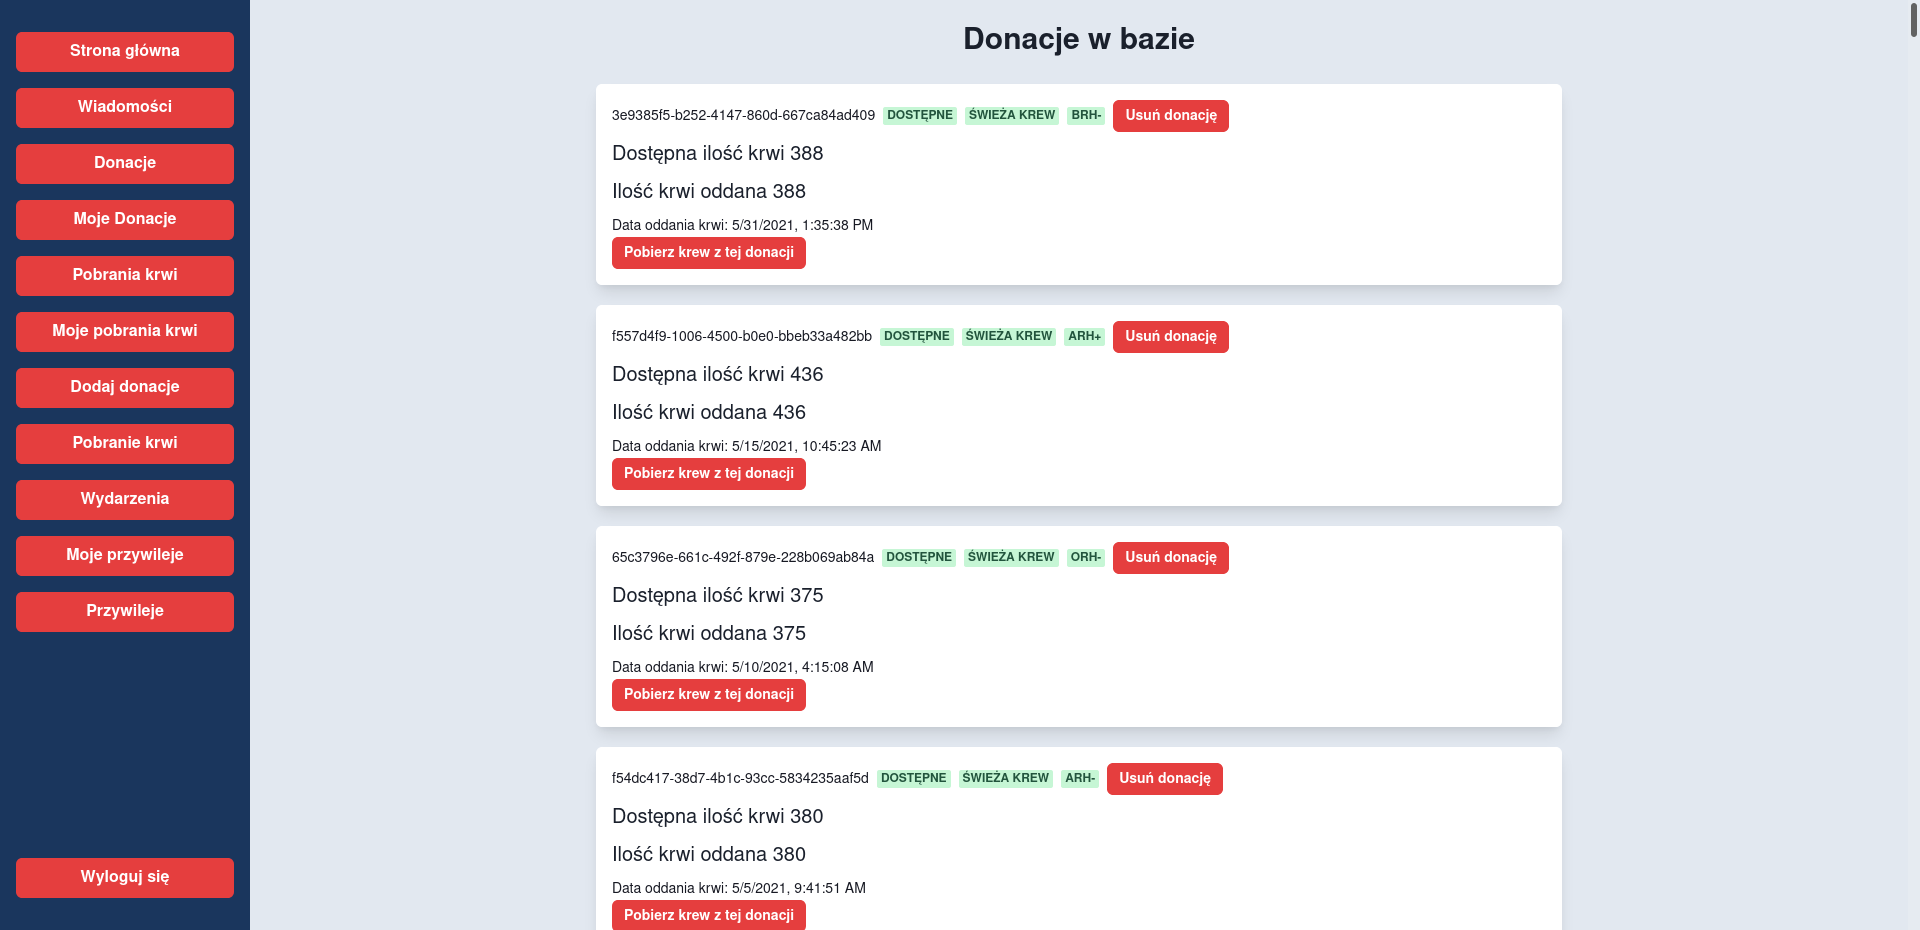 Strona główna
Wiadomości
Donacje
Moje Donacje
Pobrania krwi
Moje pobrania krwi
Dodaj donacje
Pobranie krwi
Wydarzenia
Moje przywileje
Przywileje
Wyloguj się
Donacje w bazie
3e9385f5-b252-4147-860d-667ca84ad409 DOSTĘPNE ŚWIEŻA KREW BRH- Usuń donację
Dostępna ilość krwi 388
Ilość krwi oddana 388
Data oddania krwi: 5/31/2021, 1:35:38 PM
Pobierz krew z tej donacji
f557d4f9-1006-4500-b0e0-bbeb33a482bb DOSTĘPNE ŚWIEŻA KREW ARH+ Usuń donację
Dostępna ilość krwi 436
Ilość krwi oddana 436
Data oddania krwi: 5/15/2021, 10:45:23 AM
Pobierz krew z tej donacji
65c3796e-661c-492f-879e-228b069ab84a DOSTĘPNE ŚWIEŻA KREW ORH- Usuń donację
Dostępna ilość krwi 375
Ilość krwi oddana 375
Data oddania krwi: 5/10/2021, 4:15:08 AM
Pobierz krew z tej donacji
f54dc417-38d7-4b1c-93cc-5834235aaf5d DOSTĘPNE ŚWIEŻA KREW ARH- Usuń donację
Dostępna ilość krwi 380
Ilość krwi oddana 380
Data oddania krwi: 5/5/2021, 9:41:51 AM
Pobierz krew z tej donacji